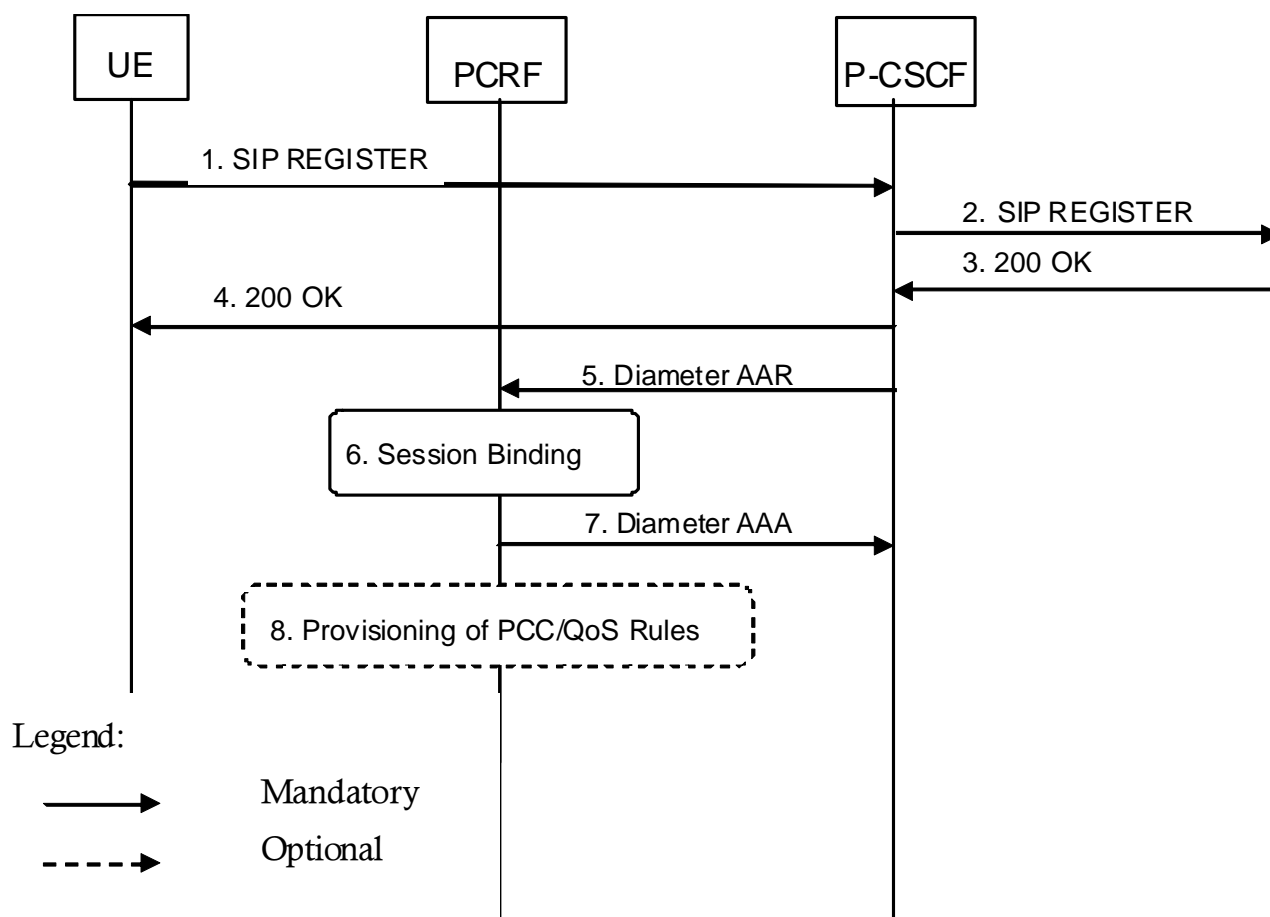 UE
PCRF
P-CSCF
1. SIP REGISTER
2. SIP REGISTER
3. 200 OK
4. 200 OK
5. Diameter AAR
6. Session Binding
7. Diameter AAA
8. Provisioning of PCC/QoS Rules
Legend:
Mandatory
Optional